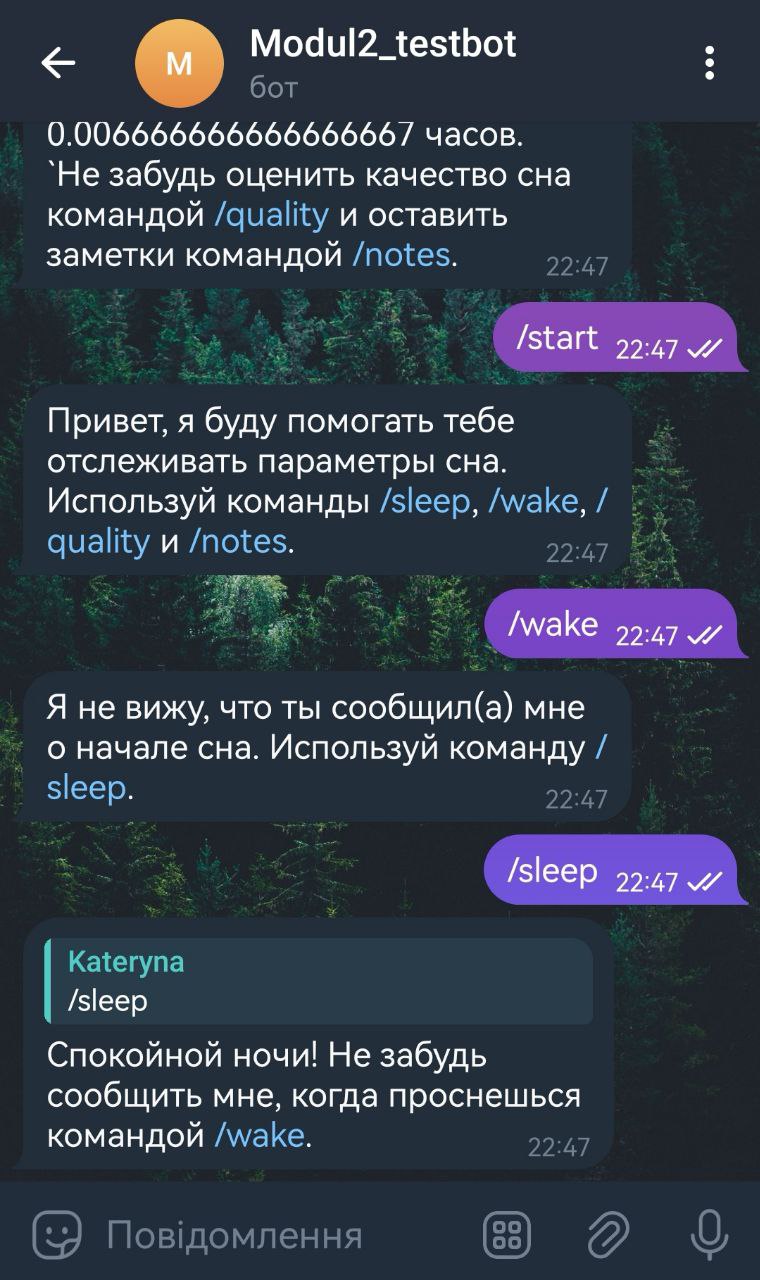 Modul2_testbot
M
бот
0.006666666666666667 часов.
`Не забудь оценить качество сна
командой /quality и оставить
заметки командой /notes.
22:47
/start 22:47
Привет, я буду помогать тебе
отслеживать параметры сна.
Используй команды /sleep, /wake, /
quality и /notes.
22:47
/wake 22:47
Я не вижу, что ты сообщил(а) мне
о начале сна. Используй команду /
sleep.
22:47
/sleep 22:47
Kateryna
/sleep
Спокойной ночи! Не забудь
сообщить мне, когда проснешься
командой /wake.
22:47
Повідомлення